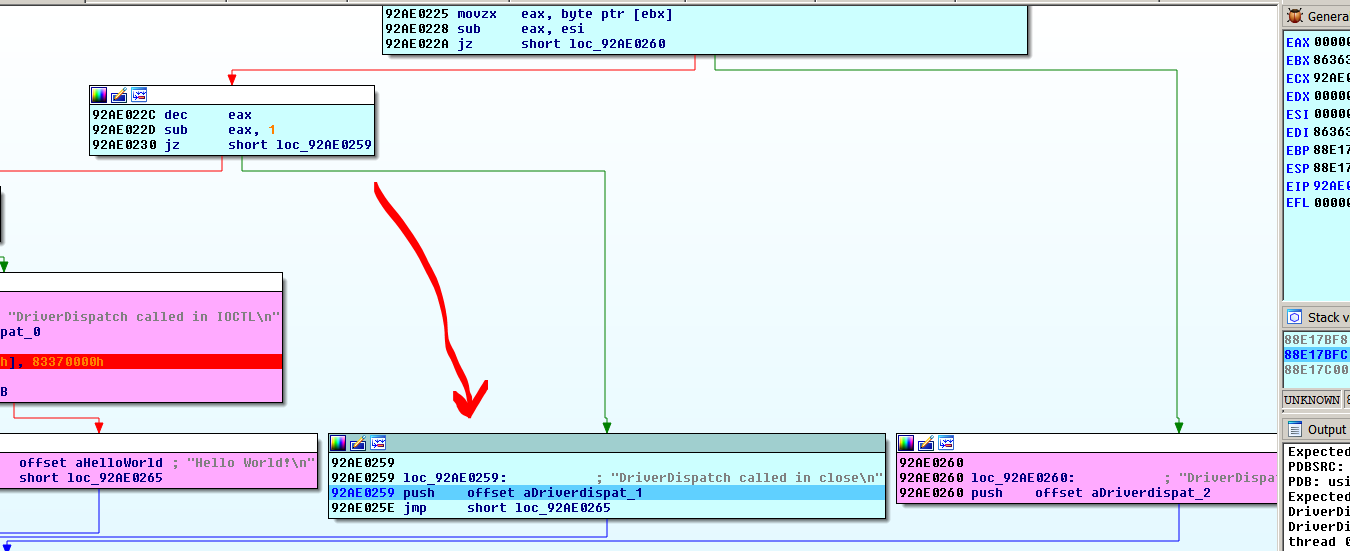 92AE0225 movzx   eax, byte ptr [ebx]
92AE0228 sub     eax, esi
92AE022A jz      short loc_92AE0260
92AE022C dec     eax
92AE022D sub     eax, 1
92AE0230 jz      short loc_92AE0259
"DriverDispatch called in IOCTL\n"
pat_0
h], 83370000h
B
offset aHelloWorld ; "Hello World!\n"
short loc_92AE0265
92AE0259
92AE0259 loc_92AE0259:           ; "DriverDispatch called in close\n"
92AE0259 push    offset aDriverdispat_1
92AE025E jmp     short loc_92AE0265
92AE0260
92AE0260 loc_92AE0260:           ; "DriverDispa
92AE0260 push    offset aDriverdispat_2
Genera
EAX 00000
EBX 86363
ECX 92AE0
EDX 00000
ESI 00000
EDI 86363
EBP 88E17
ESP 88E17
EIP 92AE0
EFL 00000
Stack v
88E17BF8
88E17BFC
88E17C00
UNKNOWN
Output
Expected
PDBSRC:
PDB: usi
Expected
DriverDi
DriverDi
thread 0